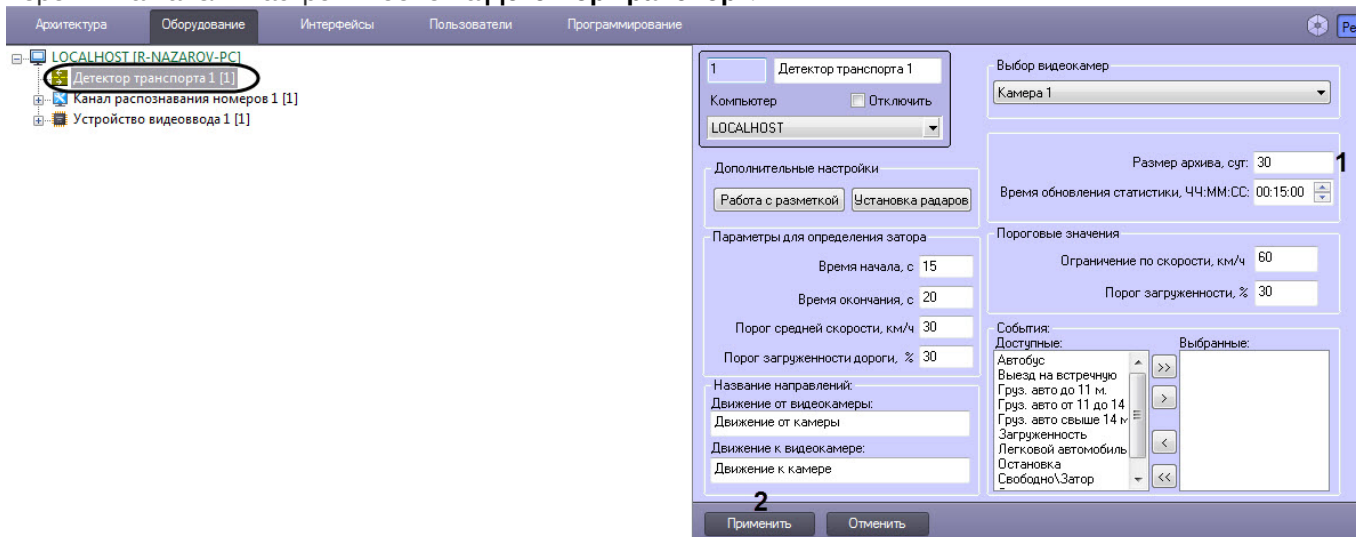 Архитектура Оборудование Интерфейсы Пользователи Программирование
LOCALHOST [R-NAZAROV-PC]
Детектор транспорта 1 [1]
Канал распознавания номеров 1 [1]
Устройство видеоввода 1 [1]
1 Детектор транспорта 1
Компьютер Отключить
LOCALHOST
Дополнительные настройки
Работа с разметкой Установка радаров
Параметры для определения затора
Время начала, с 15
Время окончания, с 20
Порог средней скорости, км/ч 30
Порог загруженности дороги, % 30
Название направлений:
Движение от видеокамеры:
Движение от камеры
Движение к видеокамере:
Движение к камере
Выбор видеокамер
Камера 1
Размер архива, сут: 30 1
Время обновления статистики, ЧЧ:ММ:СС: 00:15:00
Пороговые значения
Ограничение по скорости, км/ч 60
Порог загруженности, % 30
События:
Доступные: Выбранные:
Автобус
Выезд на встречную
Груз. авто до 11 м.
Груз. авто от 11 до 14
Груз. авто свыше 14 м
Загруженность
Легковой автомобиль
Остановка
Свободно\Затор
>>
>
<
<<
2
Применить Отменить